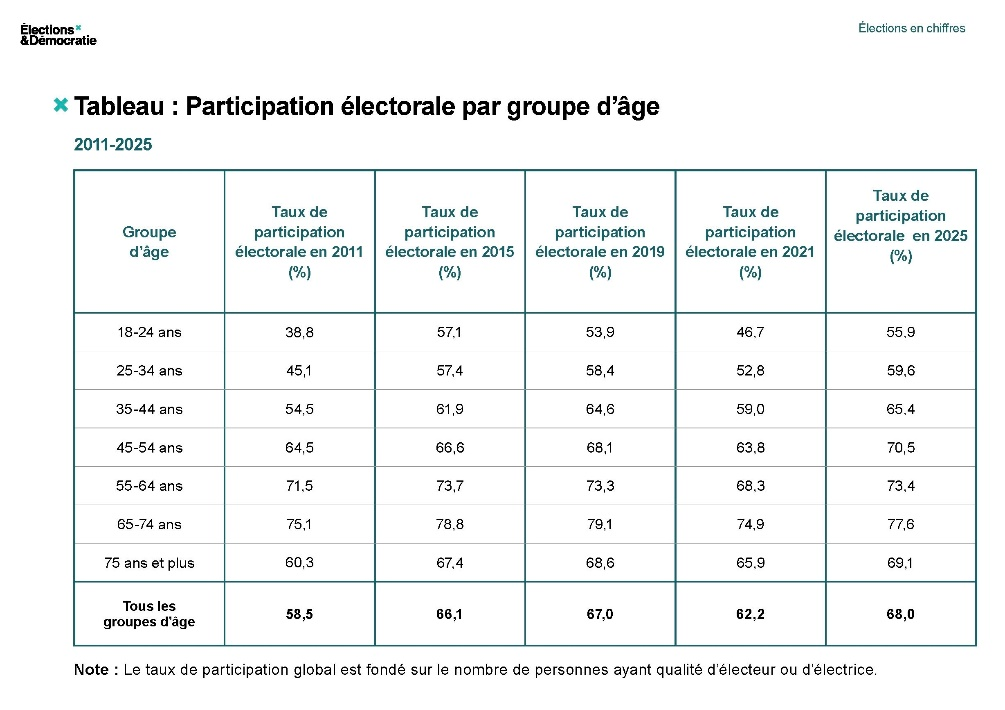 Élections
&Démocratie
Élections en chiffres
Tableau : Participation électorale par groupe d’âge
2011-2025
Groupe
d’âge
Taux de
participation
électorale en 2011
(%)
Taux de
participation
électorale en 2015
(%)
Taux de
participation
électorale en 2019
(%)
Taux de
participation
électorale en 2021
(%)
Taux de
participation
électorale en 2025
(%)
18-24 ans 38,8 57,1 53,9 46,7 55,9
25-34 ans 45,1 57,4 58,4 52,8 59,6
35-44 ans 54,5 61,9 64,6 59,0 65,4
45-54 ans 64,5 66,6 68,1 63,8 70,5
55-64 ans 71,5 73,7 73,3 68,3 73,4
65-74 ans 75,1 78,8 79,1 74,9 77,6
75 ans et plus 60,3 67,4 68,6 65,9 69,1
Tous les
groupes d’âge 58,5 66,1 67,0 62,2 68,0
Note : Le taux de participation global est fondé sur le nombre de personnes ayant qualité d’électeur ou d’électrice.